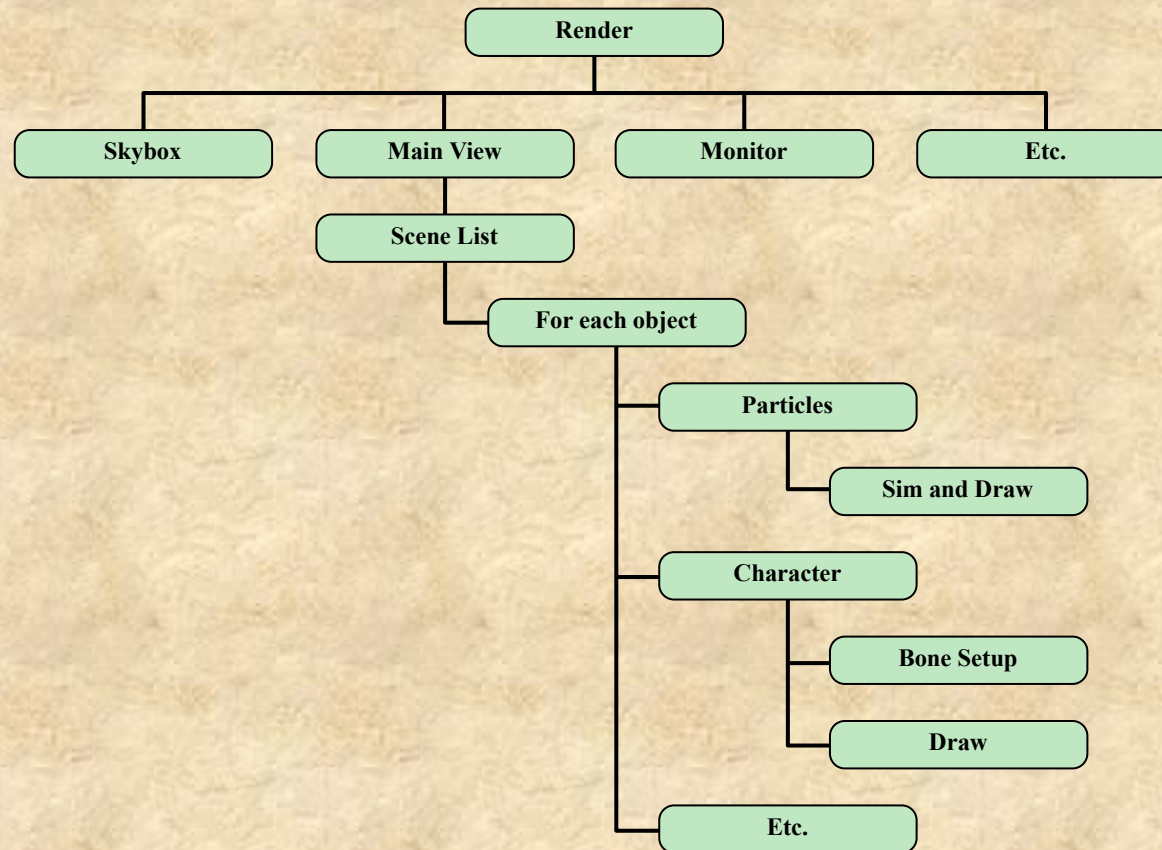 Render
Skybox
Main View
Monitor
Etc.
Scene List
For each object
Particles
Sim and Draw
Character
Bone Setup
Draw
Etc.